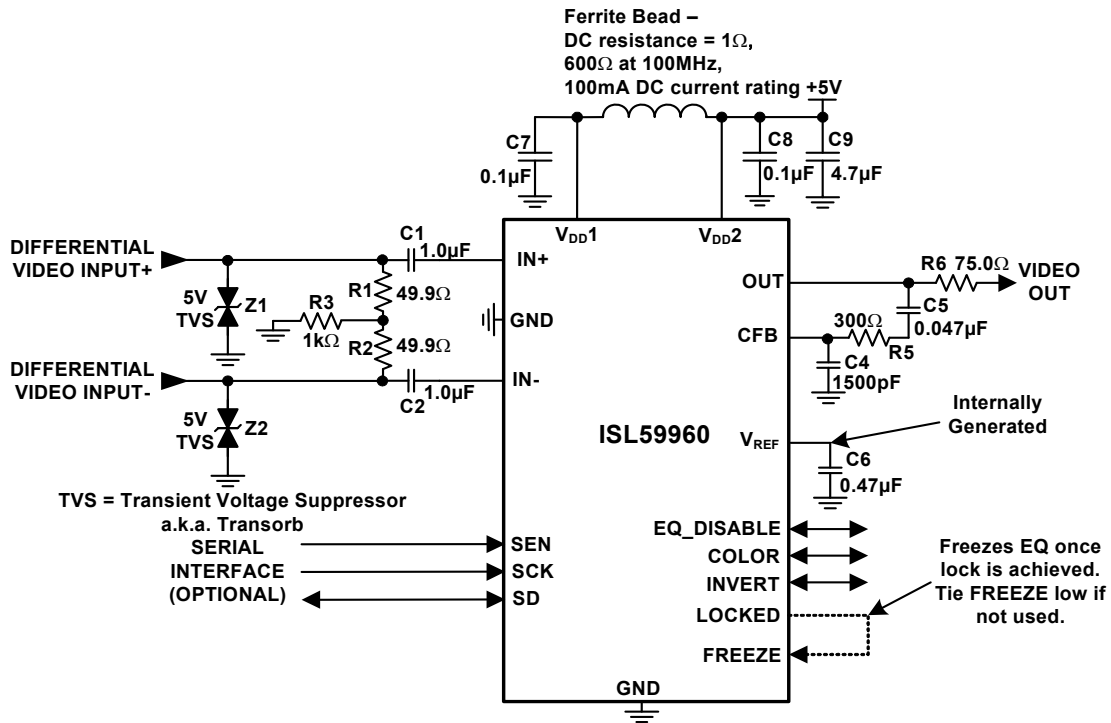 Ferrite Bead –
DC resistance = 1Ω,
600Ω at 100MHz,
100mA DC current rating +5V
C7
0.1µF
C8
0.1µF
C9
4.7µF
VDD1
VDD2
DIFFERENTIAL
VIDEO INPUT+
C1
1.0µF
IN+
5V
TVS
Z1
R1
49.9Ω
R3
1kΩ
GND
R2
49.9Ω
DIFFERENTIAL
VIDEO INPUT-
C2
1.0µF
IN-
5V
TVS
Z2
ISL59960
OUT
R6 75.0Ω
VIDEO
OUT
C5
0.047µF
CFB
300Ω
R5
C4
1500pF
Internally
Generated
VREF
C6
0.47µF
TVS = Transient Voltage Suppressor
a.k.a. Transorb
SERIAL
INTERFACE
(OPTIONAL)
SEN
SCK
SD
EQ_DISABLE
COLOR
INVERT
LOCKED
FREEZE
Freezes EQ once
lock is achieved.
Tie FREEZE low if
not used.
GND